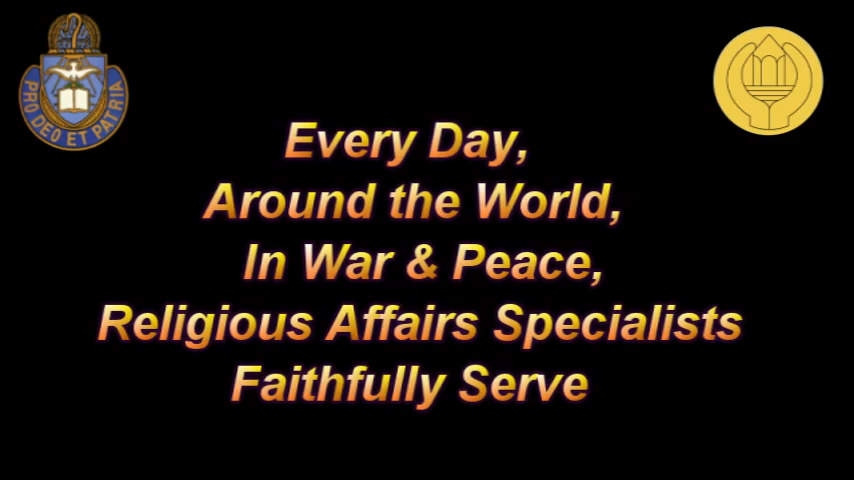 PRO DEO ET PATRIA
Every Day,
Around the World,
In War & Peace,
Religious Affairs Specialists
Faithfully Serve